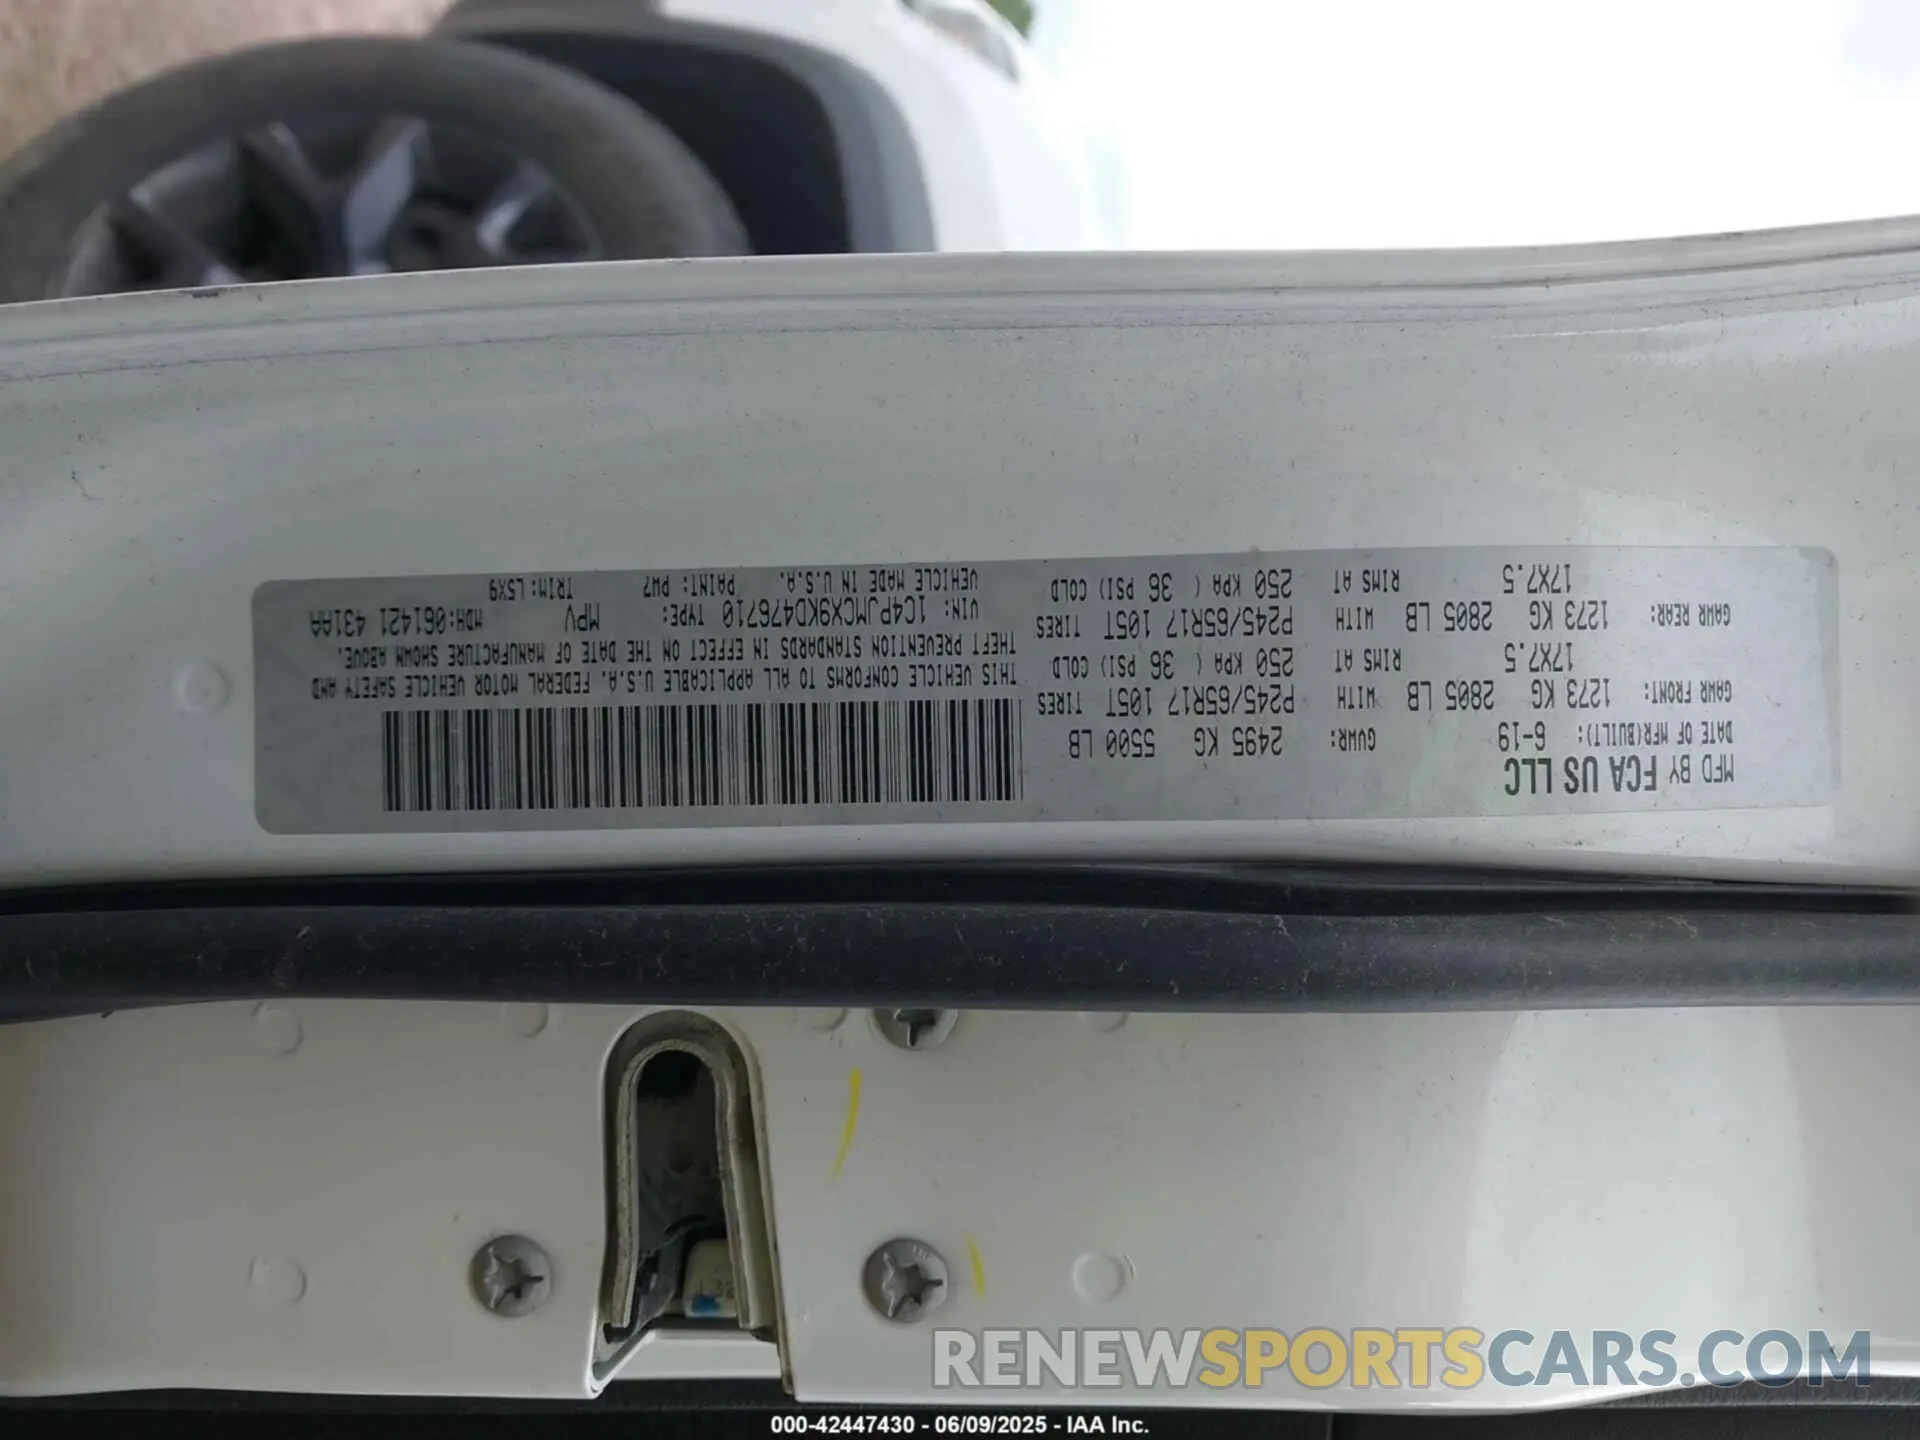 MFD BY FCA US LLC
DATE OF MFR(BUILT): 6-19 GVWR: 2495 KG 5500 LB
GAWR FRONT: 1273 KG 2805 LB WITH P245/65R17 105T TIRES
17X7.5 RIMS AT 250 KPA ( 36 PSI) COLD
GAWR REAR: 1273 KG 2805 LB WITH P245/65R17 105T TIRES
17X7.5 RIMS AT 250 KPA ( 36 PSI) COLD
THIS VEHICLE CONFORMS TO ALL APPLICABLE U.S.A. FEDERAL MOTOR VEHICLE SAFETY AND
THEFT PREVENTION STANDARDS IN EFFECT ON THE DATE OF MANUFACTURE SHOWN ABOVE.
VIN: 1C4PJMCX9KD476710 TYPE: MPV MDH:061421 431AA
VEHICLE MADE IN U.S.A. PAINT: PW7 TRIM: L5X9
RENEWSPORTSCARS.COM
000-42447430 - 06/09/2025 - IAA Inc.